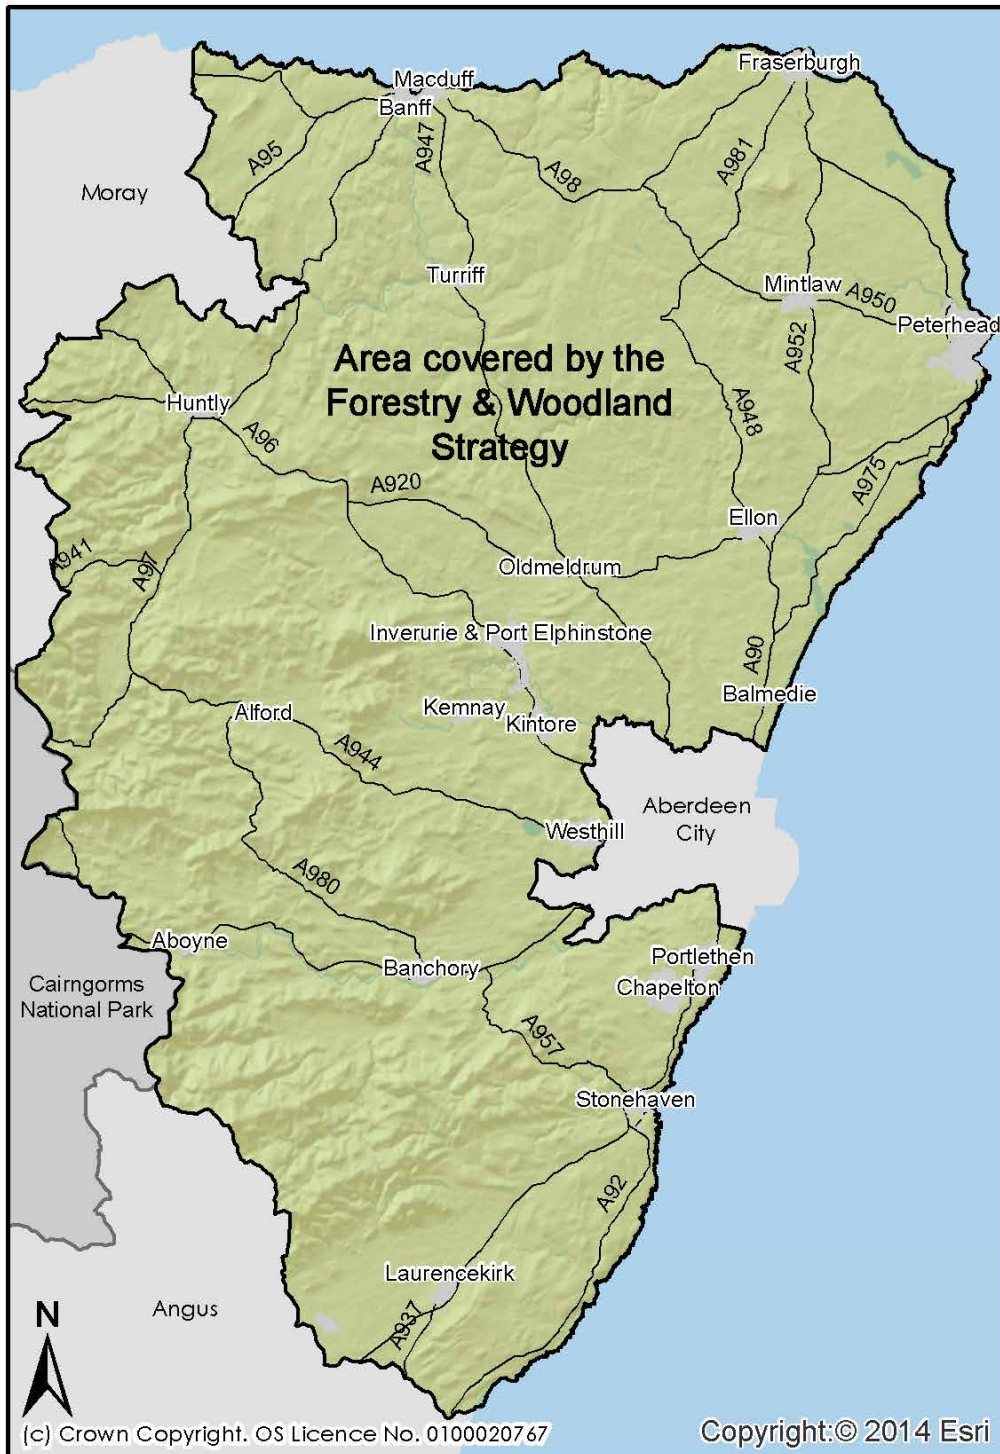 Fraserburgh
Macduff
Banff
A947
A981
A95
A98
Moray
Turriff
Mintlaw
A950
Peterhead
A952
Area covered by the
Forestry & Woodland
Strategy
Huntly
A948
A96
A920
A975
Ellon
A941
A97
Oldmeldrum
Inverurie & Port Elphinstone
A90
Balmedie
Kemnay
Alford
Kintore
A944
Aberdeen
City
Westhill
A980
Aboyne
Portlethen
Banchory
Chapelton
Cairngorms
National Park
A957
Stonehaven
A92
Laurencekirk
Angus
N
A937
(c) Crown Copyright. OS Licence No. 0100020767
Copyright:© 2014 Esri